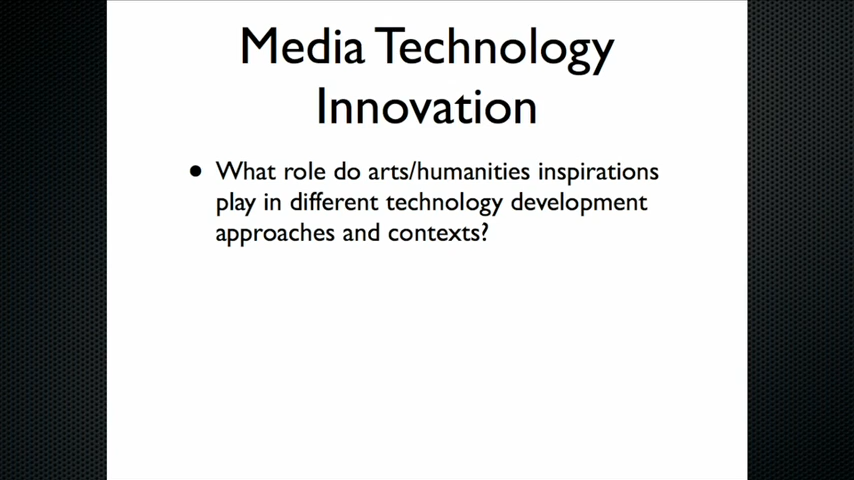 Media Technology
Innovation
• What role do arts/humanities inspirations
play in different technology development
approaches and contexts?